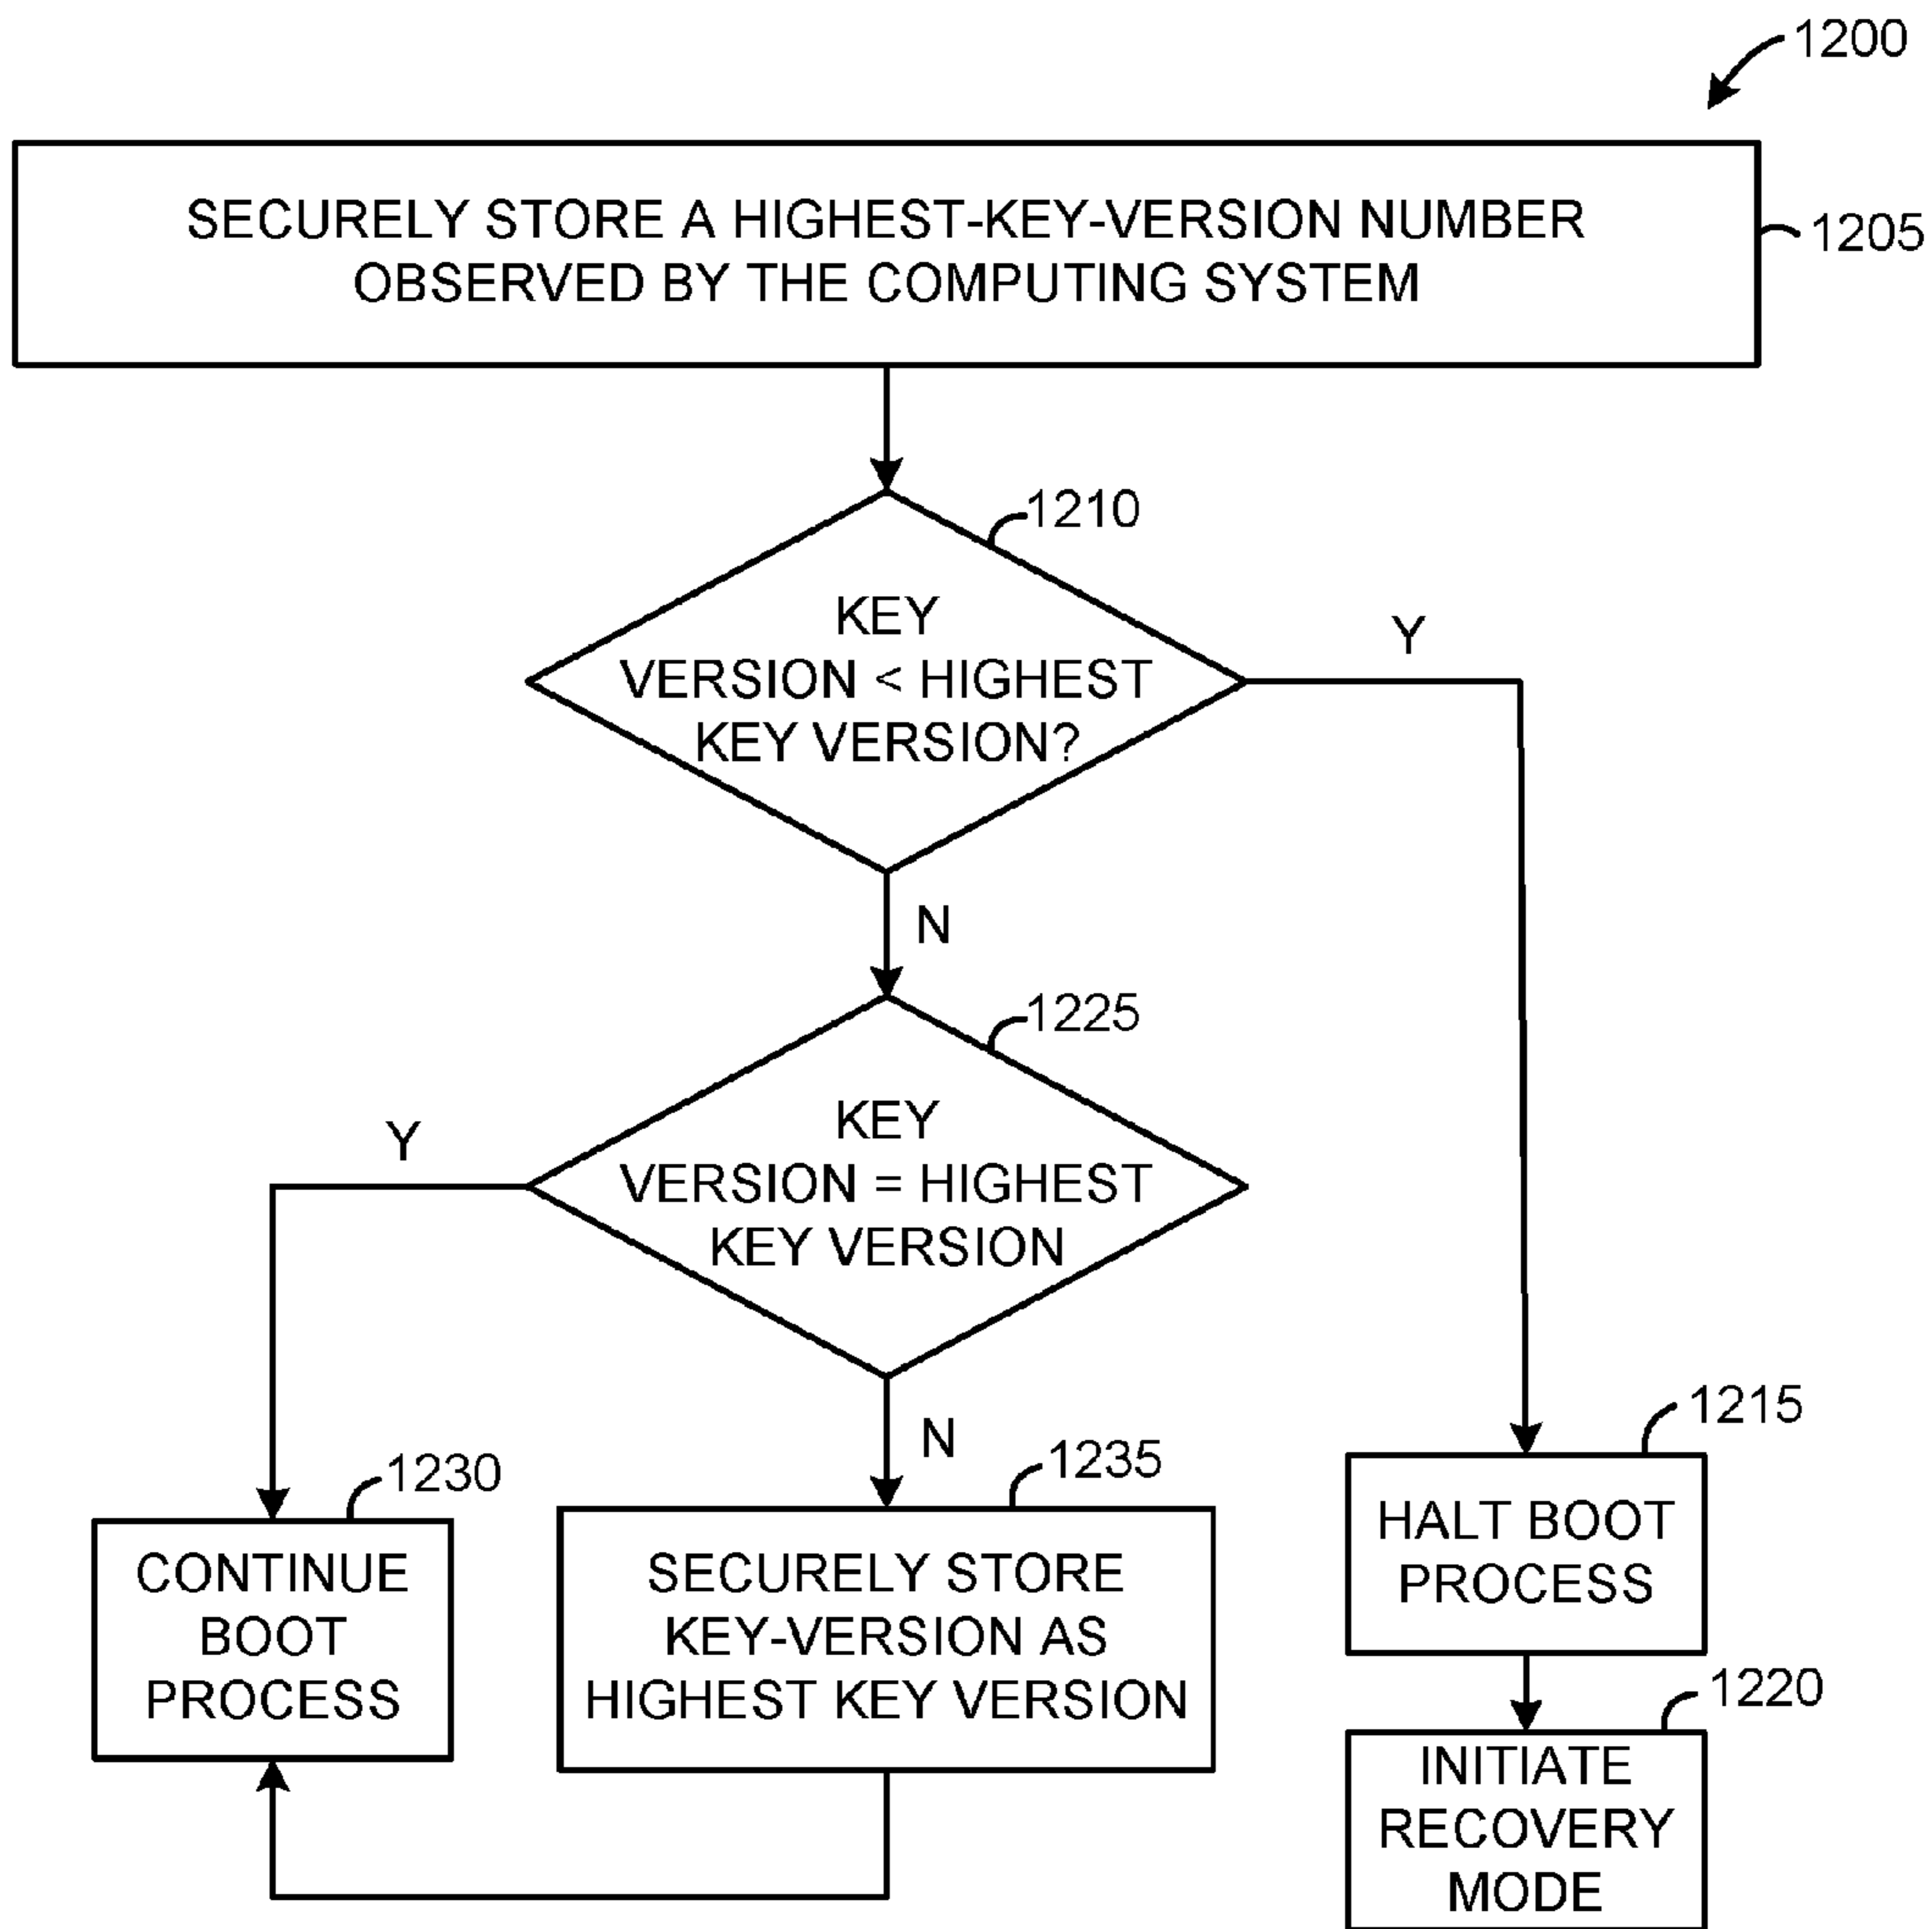 1200
SECURELY STORE A HIGHEST-KEY-VERSION NUMBER
OBSERVED BY THE COMPUTING SYSTEM
1205
1210
KEY
VERSION < HIGHEST
KEY VERSION?
Y
N
1225
KEY
VERSION = HIGHEST
KEY VERSION
Y
N
1230
CONTINUE
BOOT
PROCESS
1235
SECURELY STORE
KEY-VERSION AS
HIGHEST KEY VERSION
1215
HALT BOOT
PROCESS
1220
INITIATE
RECOVERY
MODE